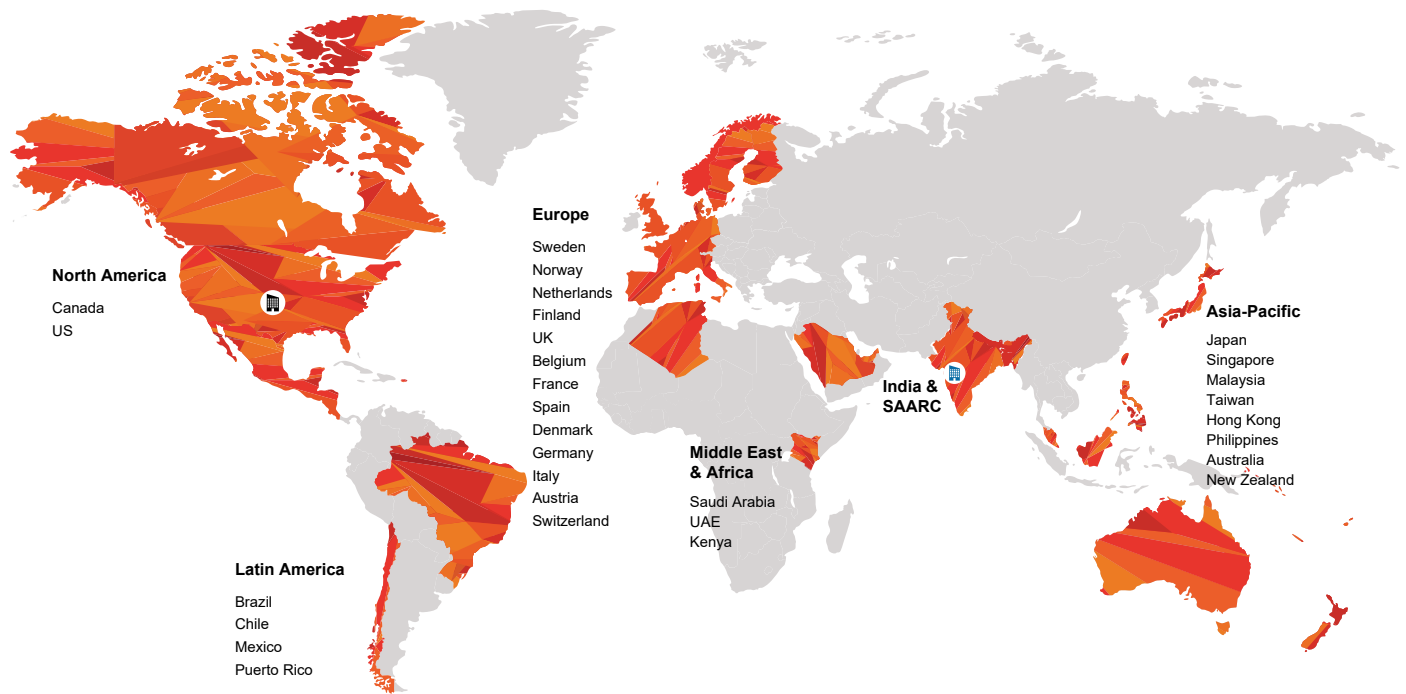 North America
Canada
US
Latin America
Brazil
Chile
Mexico
Puerto Rico
Europe
Sweden
Norway
Netherlands
Finland
UK
Belgium
France
Spain
Denmark
Germany
Italy
Austria
Switzerland
Middle East
& Africa
Saudi Arabia
UAE
Kenya
India &
SAARC
Asia-Pacific
Japan
Singapore
Malaysia
Taiwan
Hong Kong
Philippines
Australia
New Zealand